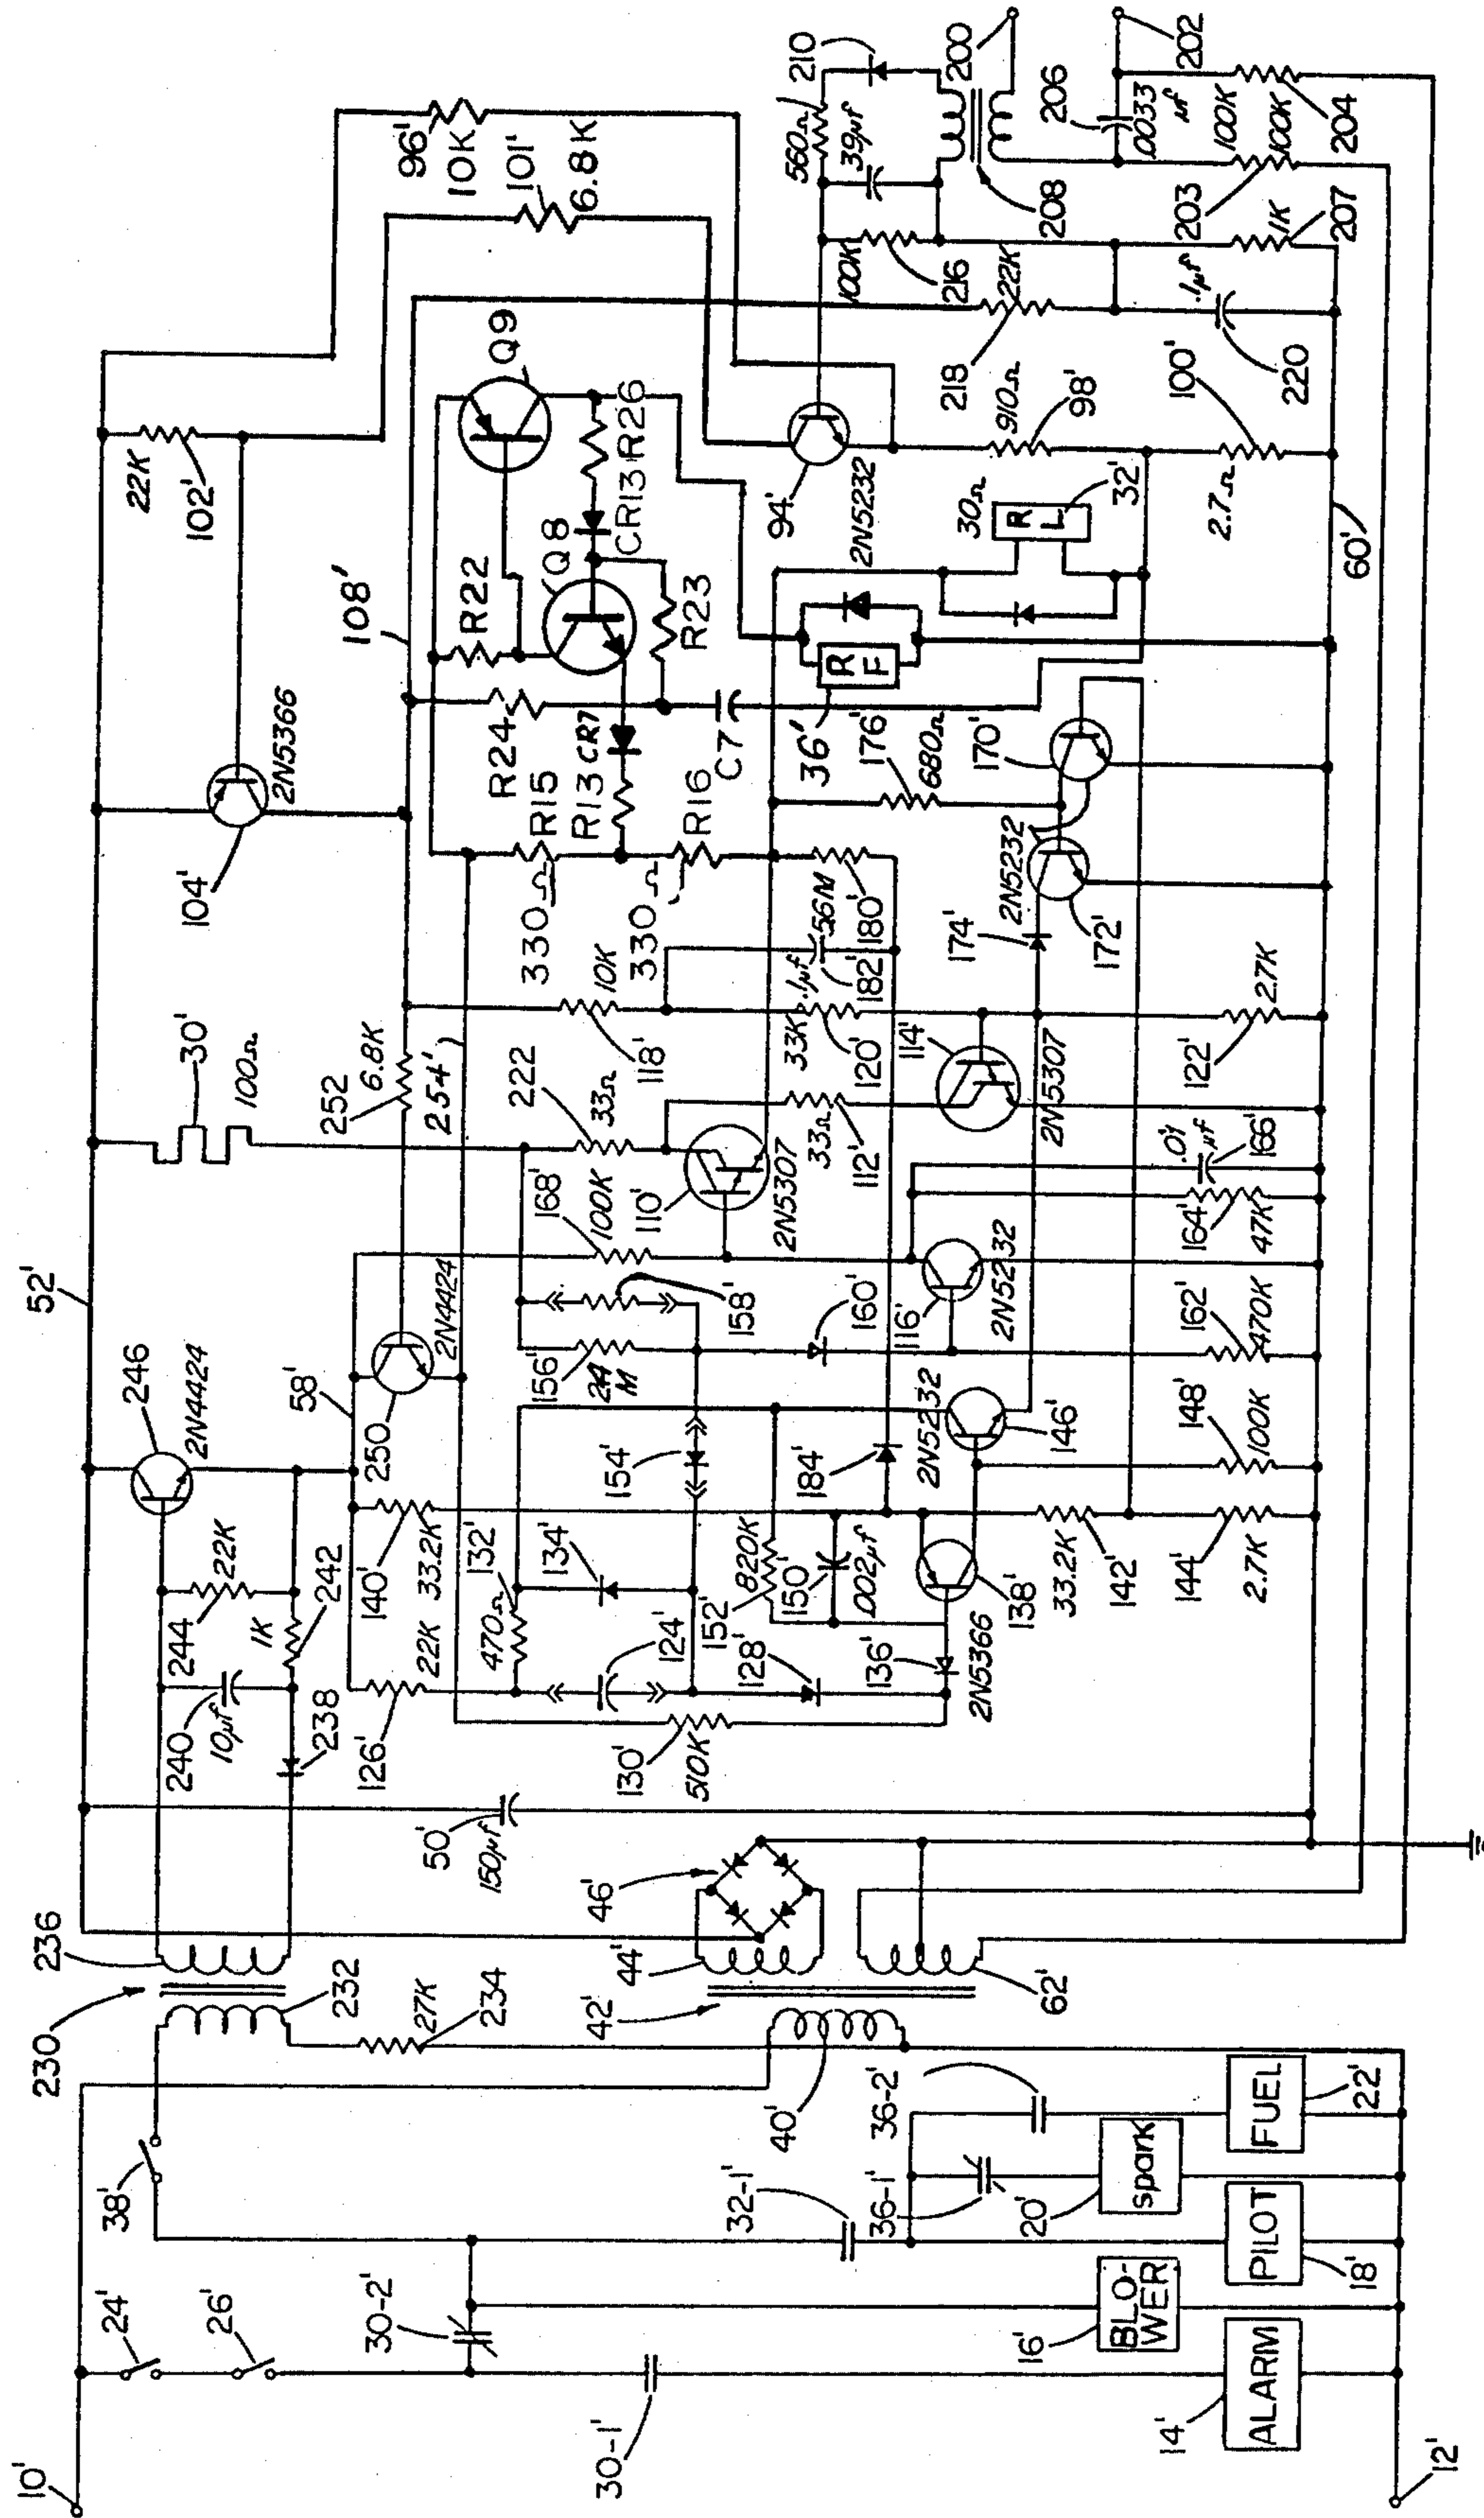 10'
24'
26'
30-2'
30-1'
14'
ALARM
12'
16'
BLO-
WER
38'
32-1'
PILOT
18'
36-1'
20'
spark
36-2'
FUEL
22'
230
232
236
27K
234
42'
40'
44'
62'
46'
50'
150µf
240'
10µf
238
244
22K
1K
242
246
2N4424
52'
58'
250
2N4424
126'
22K
140'
33.2K
132'
470Ω
134'
124'
130'
510K
128'
136'
152'
820K
150'
.002µf
138'
2N5366
154'
184'
2N5232
146'
33.2K
142'
144'
2.7K
148'
100K
156'
24
M
158'
160'
116'
2N5232
162'
470K
168'
100K
110'
2N5307
222
33Ω
33Ω
112'
164'
47K
.01
µf
166'
30'
100Ω
252
6.8K
254'
118'
10K
33K
120'
.1µf
182'
56M
180'
114'
2N5307
122'
27K
104'
2N5366
108'
330Ω
R15
330Ω
R16
R13
CR7
R24
C7
R22
Q8
R23
CR13
R26
Q9
174'
172'
2N5232
170'
176'
680Ω
36'
R
F
30Ω
R
L
32'
22K
102'
94'
2N5232
910Ω
98'
2.7Ω
100'
60'
96'
10K
101'
6.8K
218
22K
220
.1µf
100K
216
560Ω
39µf
210
208
200
202
206
.0033
µf
100K
100K
203
204
1K
207